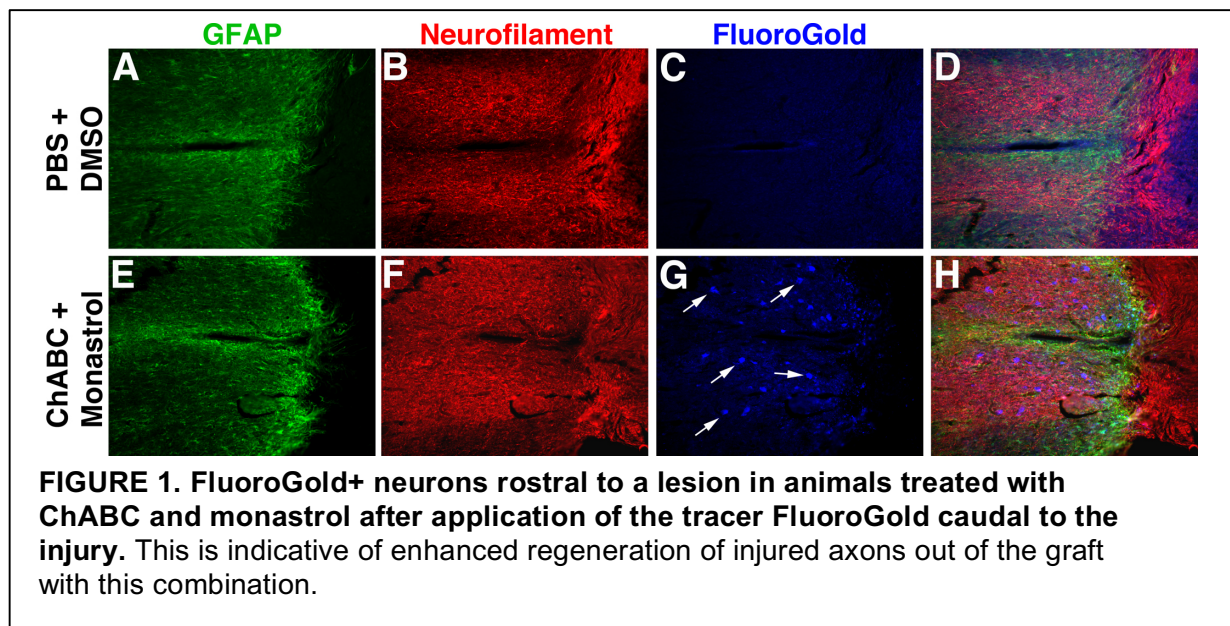 GFAP Neurofilament FluoroGold
PBS +
DMSO
A B C D
ChABC +
Monastrol
E F G H
FIGURE 1. FluoroGold+ neurons rostral to a lesion in animals treated with
ChABC and monastrol after application of the tracer FluoroGold caudal to the
injury. This is indicative of enhanced regeneration of injured axons out of the graft
with this combination.